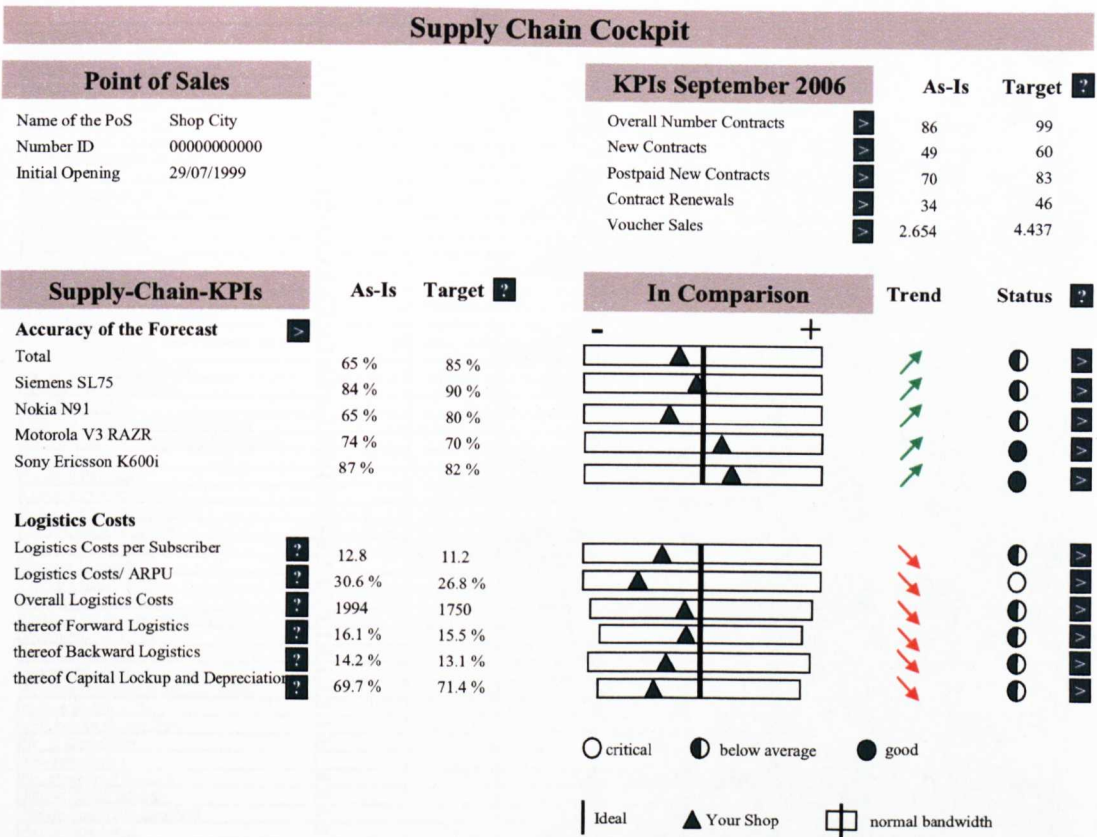 Supply Chain Cockpit
Point of Sales
Name of the PoS Shop City
Number ID 00000000000
Initial Opening 29/07/1999
KPIs September 2006 As-Is Target ?
Overall Number Contracts > 86 99
New Contracts > 49 60
Postpaid New Contracts > 70 83
Contract Renewals > 34 46
Voucher Sales > 2.654 4.437
Supply-Chain-KPIs As-Is Target ?
Accuracy of the Forecast >
Total 65 % 85 %
Siemens SL75 84 % 90 %
Nokia N91 65 % 80 %
Motorola V3 RAZR 74 % 70 %
Sony Ericsson K600i 87 % 82 %
Logistics Costs
Logistics Costs per Subscriber ? 12.8 11.2
Logistics Costs/ ARPU ? 30.6 % 26.8 %
Overall Logistics Costs ? 1994 1750
thereof Forward Logistics ? 16.1 % 15.5 %
thereof Backward Logistics ? 14.2 % 13.1 %
thereof Capital Lockup and Depreciation ? 69.7 % 71.4 %
In Comparison Trend Status ?
- +
>
>
>
>
>
>
>
>
>
>
>
critical below average good
Ideal Your Shop normal bandwidth